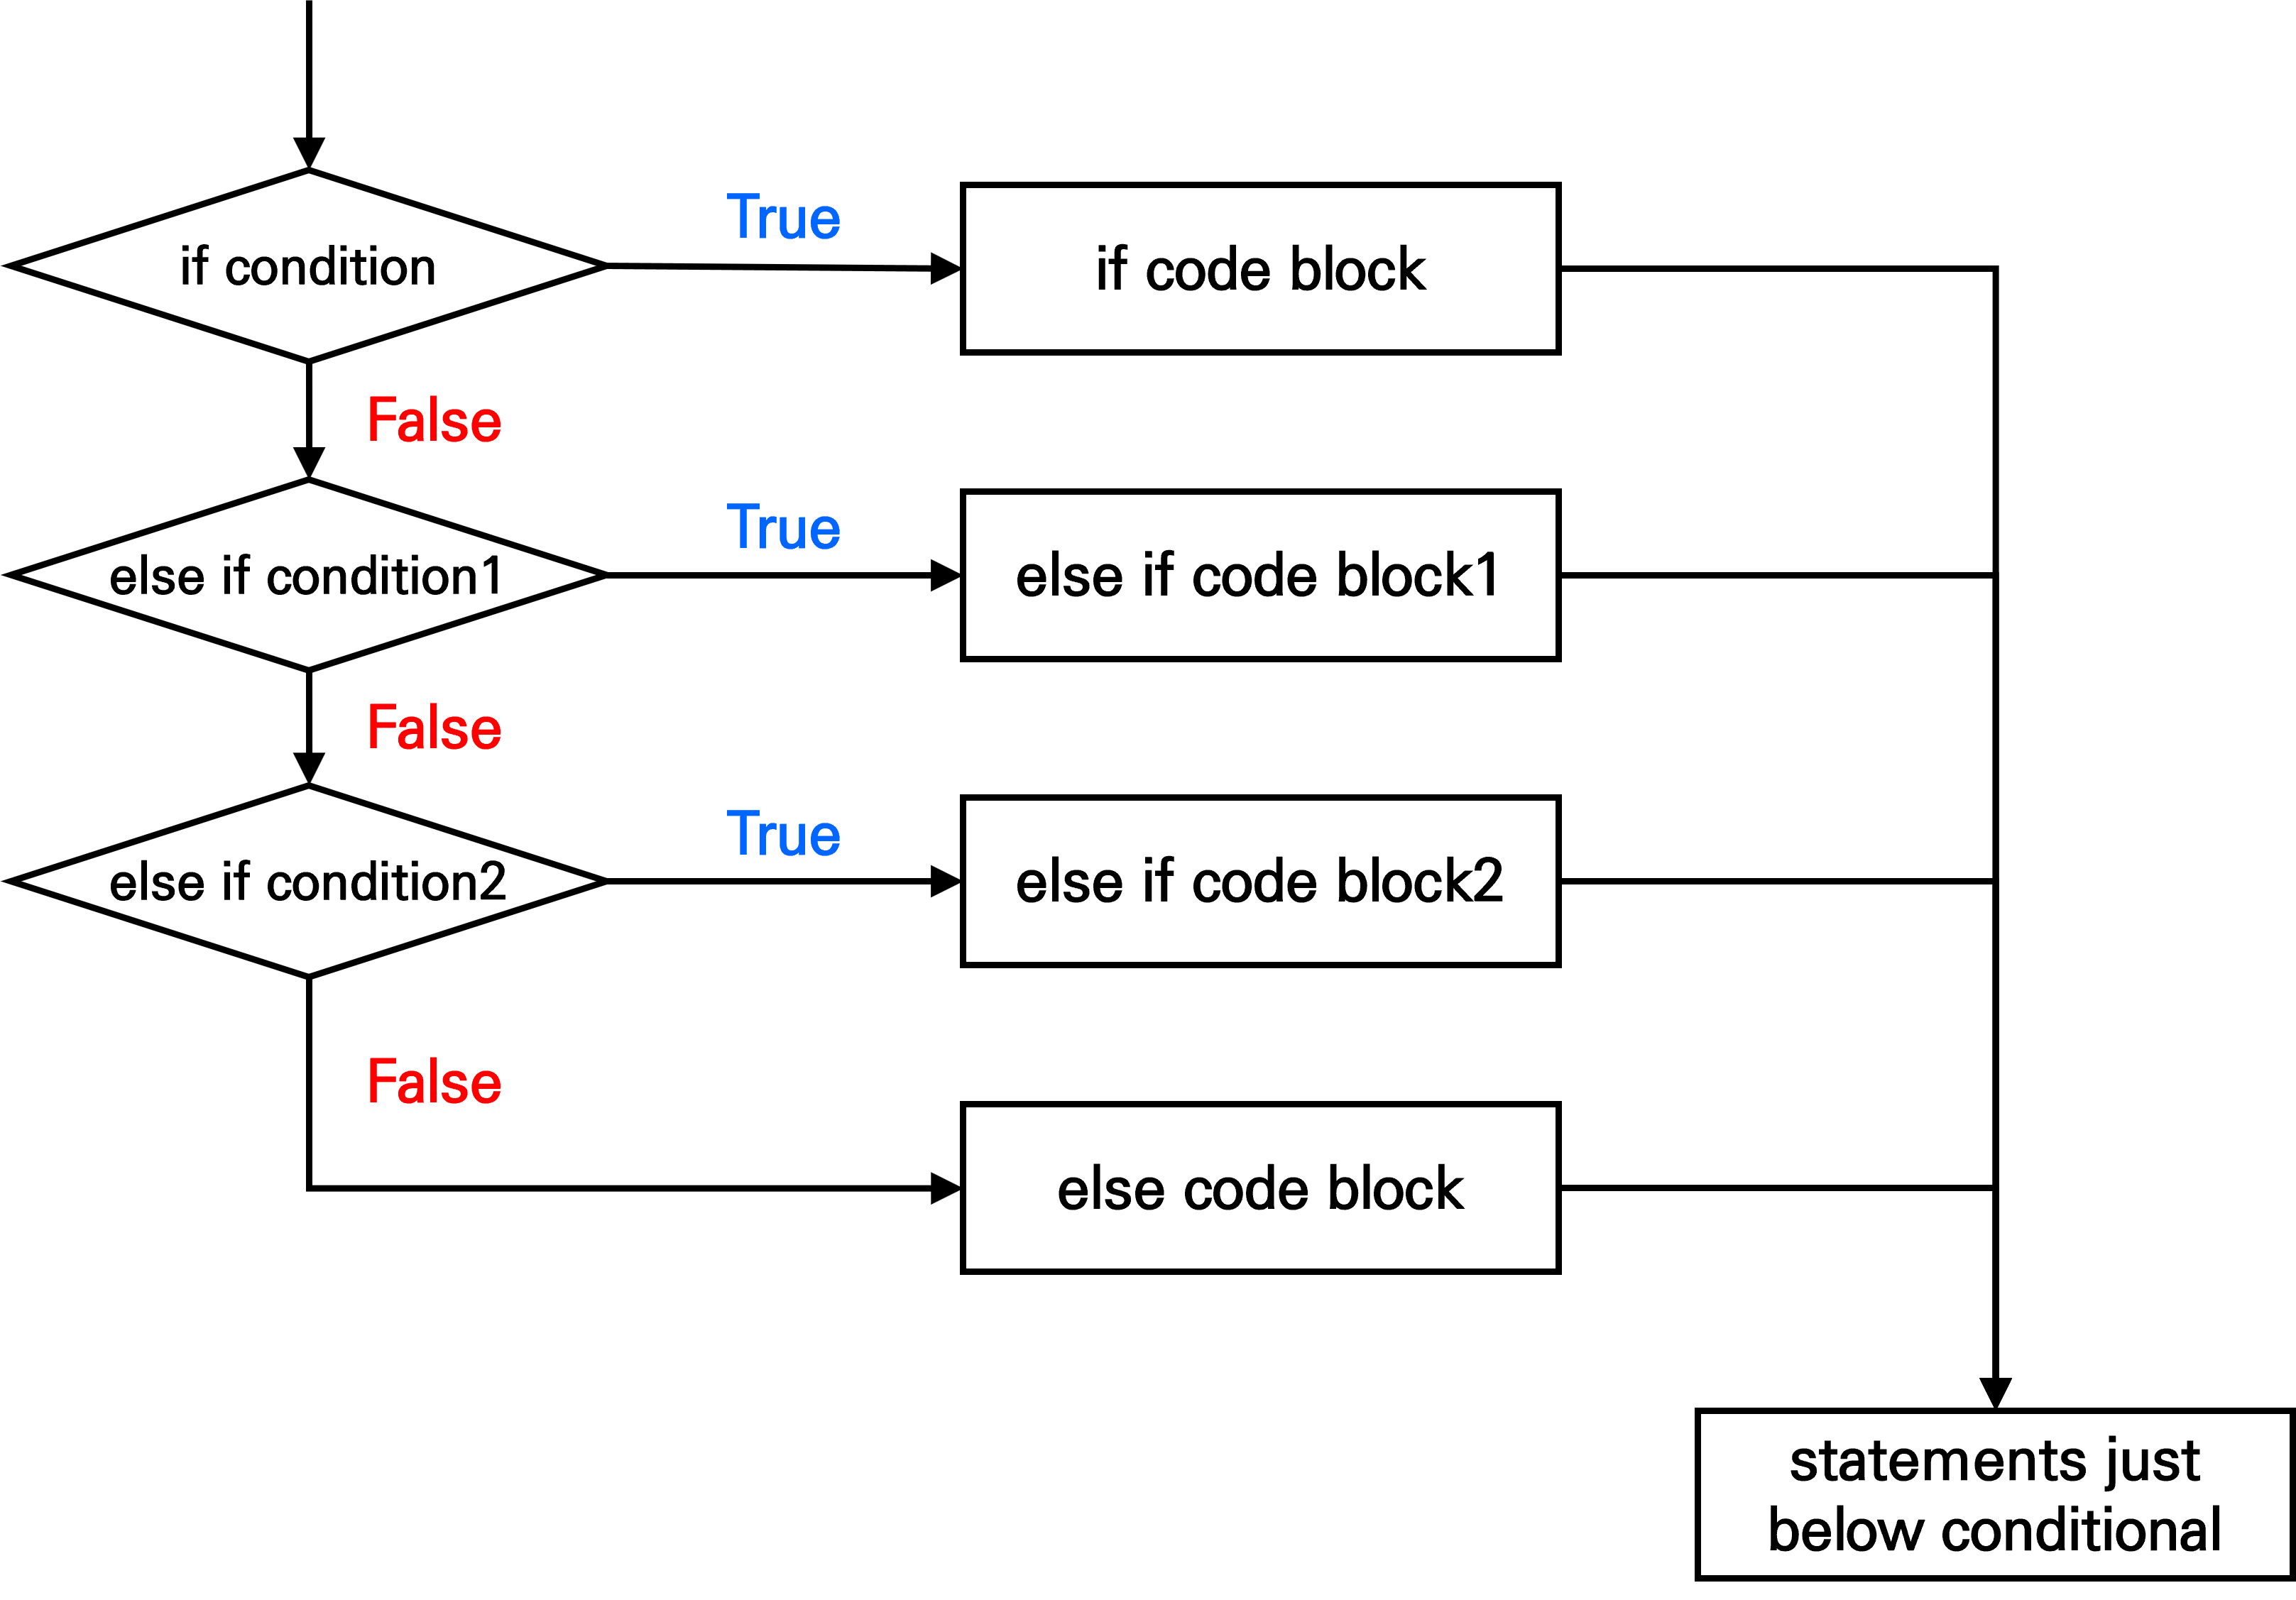 True
if condition
if code block
False
True
else if condition1
else if code block1
False
True
else if condition2
else if code block2
False
else code block
statements just
below conditional